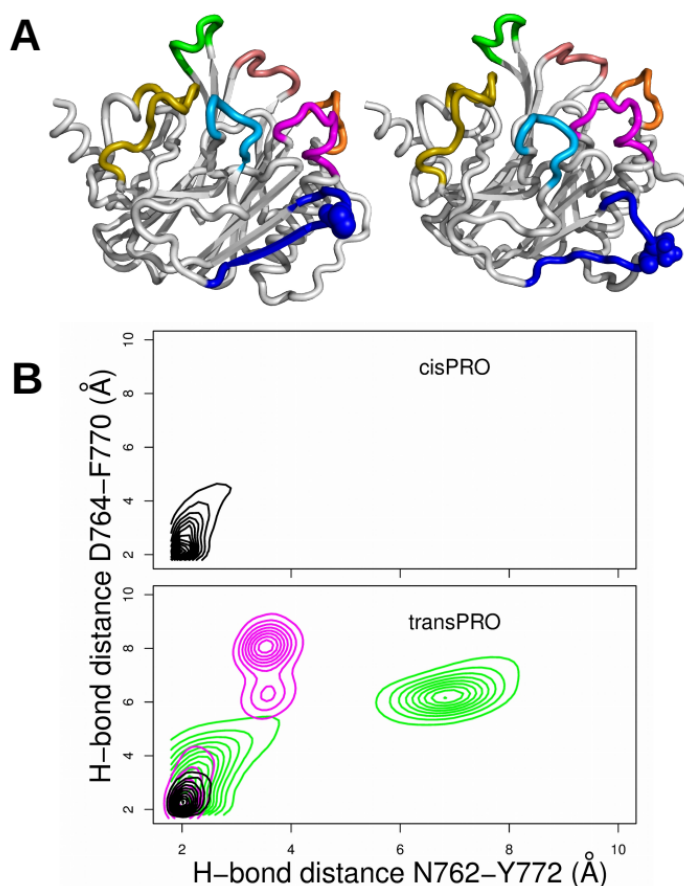 A
B
cisPRO
10
8
6
4
2
transPRO
10
8
6
4
2
2 4 6 8 10
H-bond distance D764-F770 (Å)
H-bond distance N762-Y772 (Å)